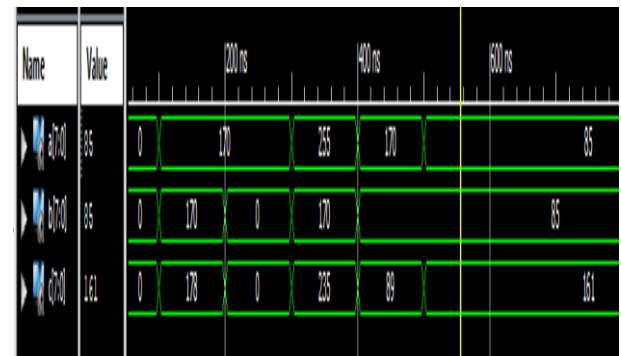 Name Value 200 ns 400 ns 600 ns
a[7:0] 85 0 170 255 170 85
b[7:0] 85 0 170 0 170 85
c[7:0] 161 0 178 0 235 89 161